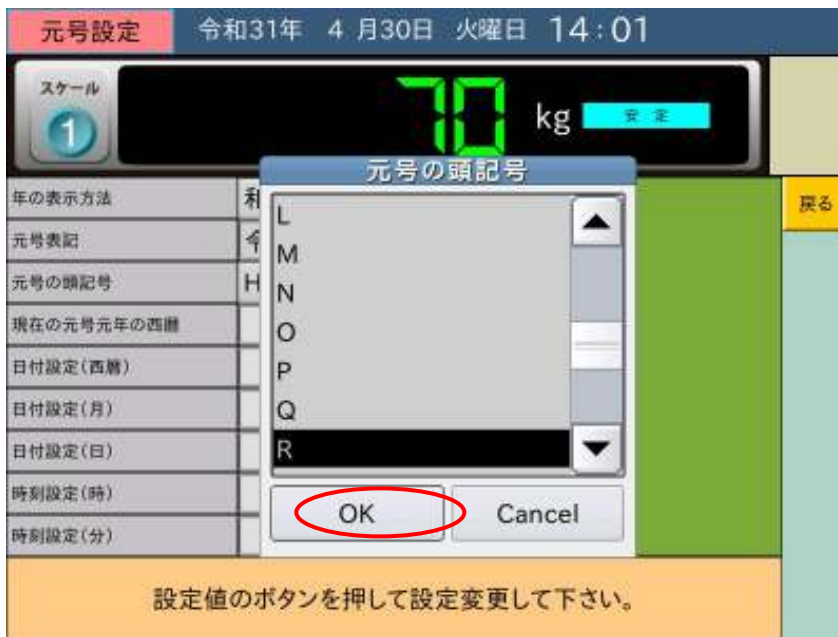 元号設定
令和31年 4 月30日 火曜日 14:01
スケール
1
70 kg 安定
元号の頭記号
年の表示方法
和
戻る
元号表記
令
元号の頭記号
H
現在の元号元年の西暦
日付設定(西暦)
日付設定(月)
日付設定(日)
時刻設定(時)
時刻設定(分)
L
M
N
O
P
Q
R
OK
Cancel
設定値のボタンを押して設定変更して下さい。